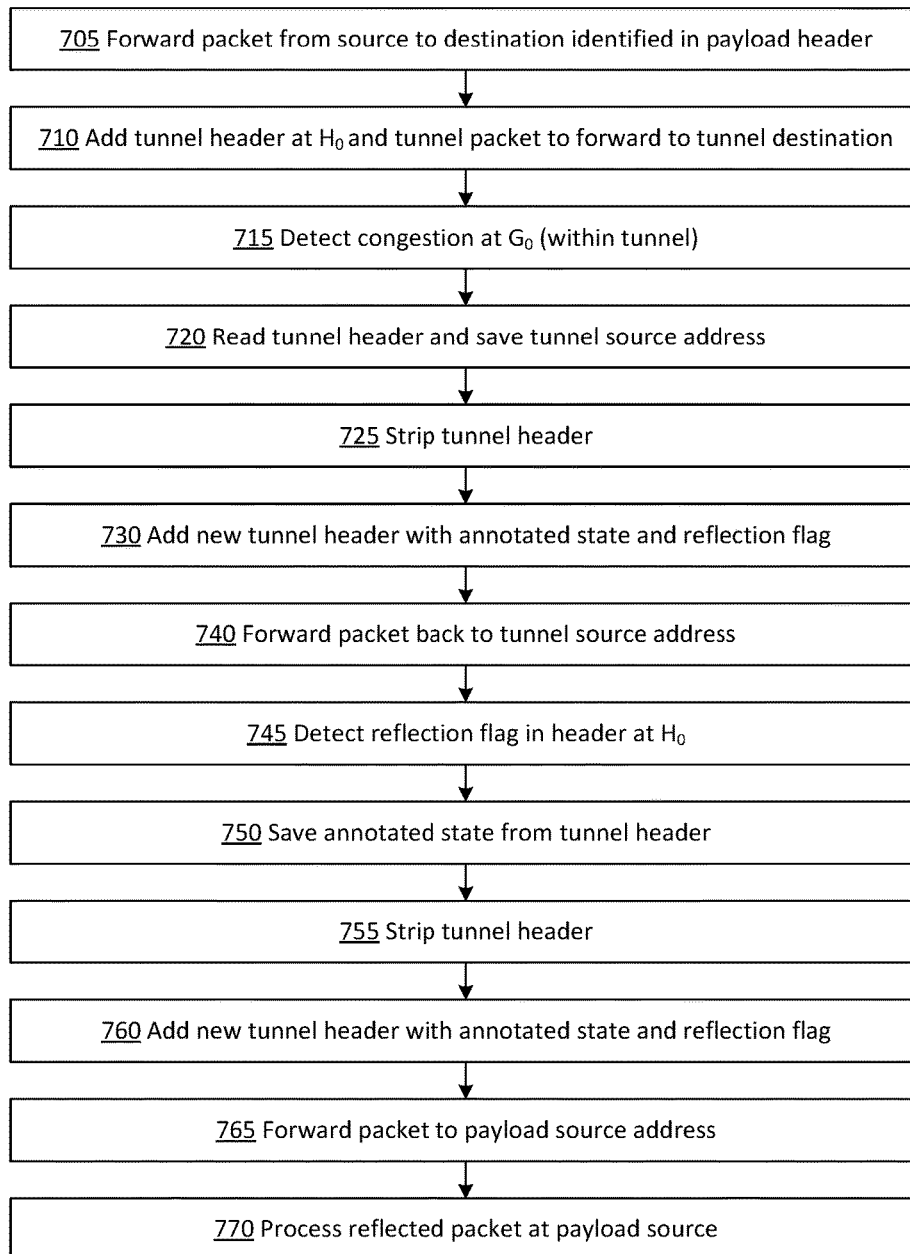 705 Forward packet from source to destination identified in payload header
710 Add tunnel header at H₀ and tunnel packet to forward to tunnel destination
715 Detect congestion at G₀ (within tunnel)
720 Read tunnel header and save tunnel source address
725 Strip tunnel header
730 Add new tunnel header with annotated state and reflection flag
740 Forward packet back to tunnel source address
745 Detect reflection flag in header at H₀
750 Save annotated state from tunnel header
755 Strip tunnel header
760 Add new tunnel header with annotated state and reflection flag
765 Forward packet to payload source address
770 Process reflected packet at payload source